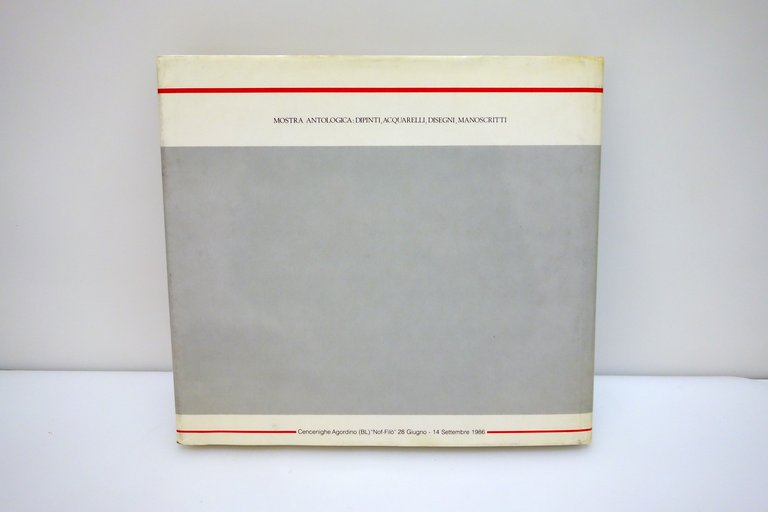 MOSTRA ANTOLOGICA: DIPINTI, ACQUARELLI, DISEGNI, MANOSCRITTI
Cencenighe Agordino (BL) "Nof-Filò" 28 Giugno - 14 Settembre 1986